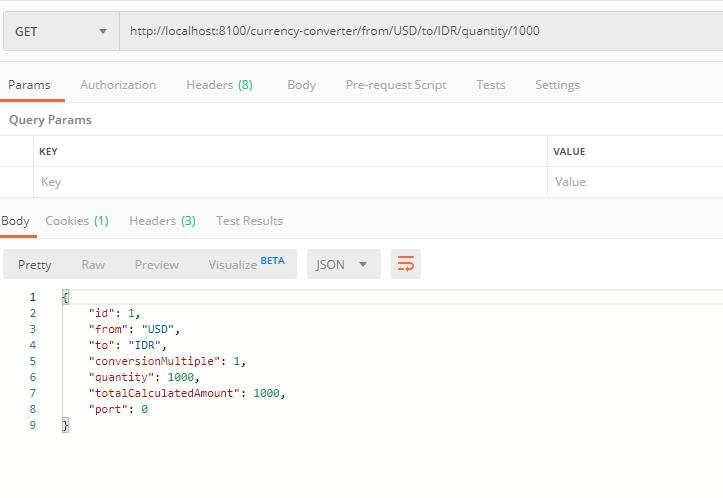 GET http://localhost:8100/currency-converter/from/USD/to/IDR/quantity/1000
Params Authorization Headers (8) Body Pre-request Script Tests Settings
Query Params
KEY VALUE
Key Value
Body Cookies (1) Headers (3) Test Results
Pretty Raw Preview Visualize BETA JSON
1 {
2 "id": 1,
3 "from": "USD",
4 "to": "IDR",
5 "conversionMultiple": 1,
6 "quantity": 1000,
7 "totalCalculatedAmount": 1000,
8 "port": 0
9 }